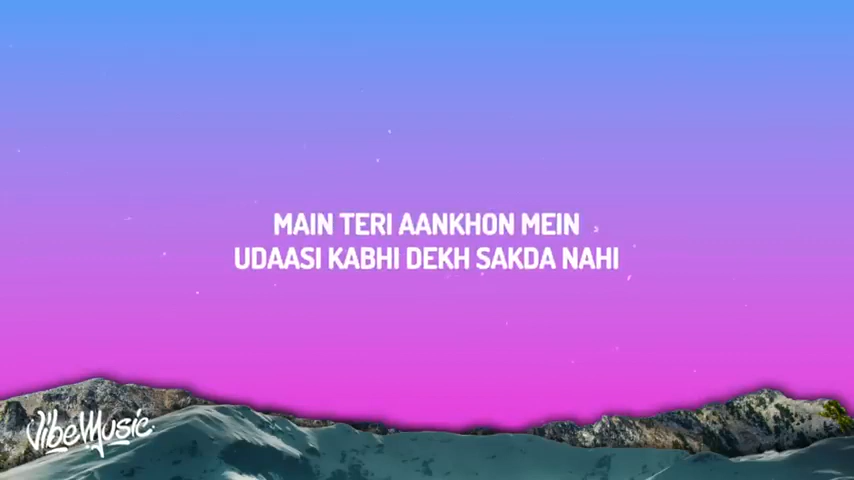 MAIN TERI AANKHON MEIN
UDAASI KABHI DEKH SAKDA NAHI
VibeMusic.